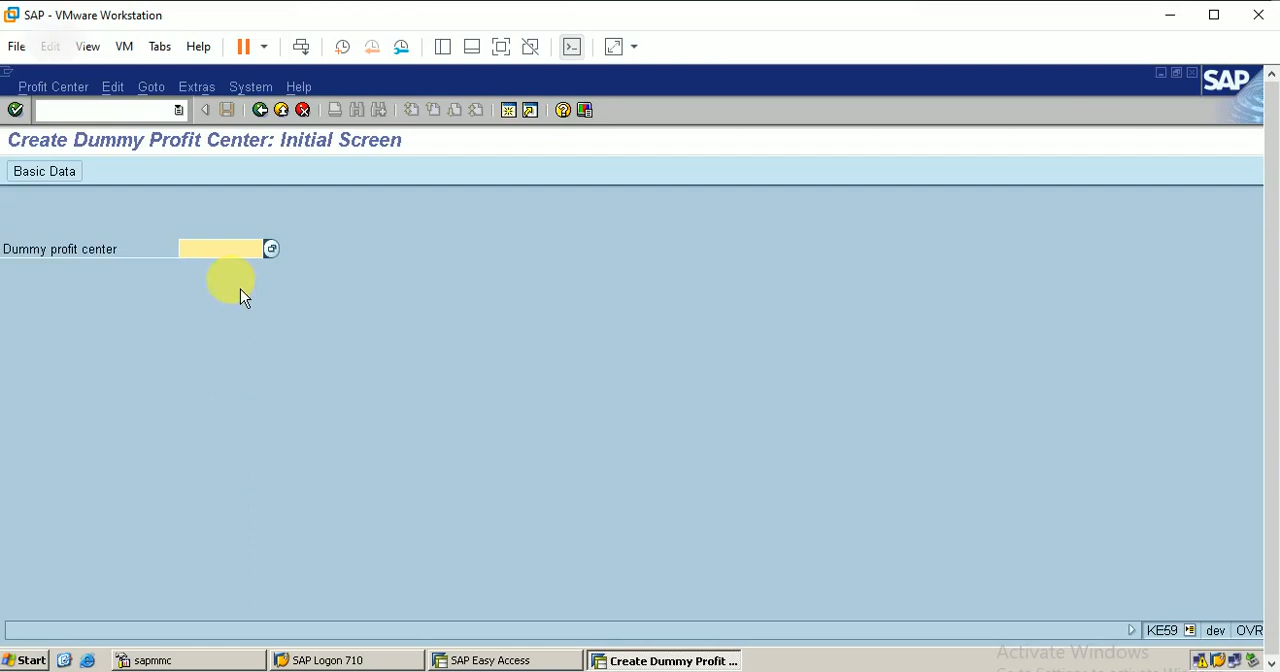 SAP - VMware Workstation
File Edit View VM Tabs Help
Profit Center Edit Goto Extras System Help
SAP
Create Dummy Profit Center: Initial Screen
Basic Data
Dummy profit center
KE59 dev OVR
Activate Windows
Start sapmmc SAP Logon 710 SAP Easy Access Create Dummy Profit ...